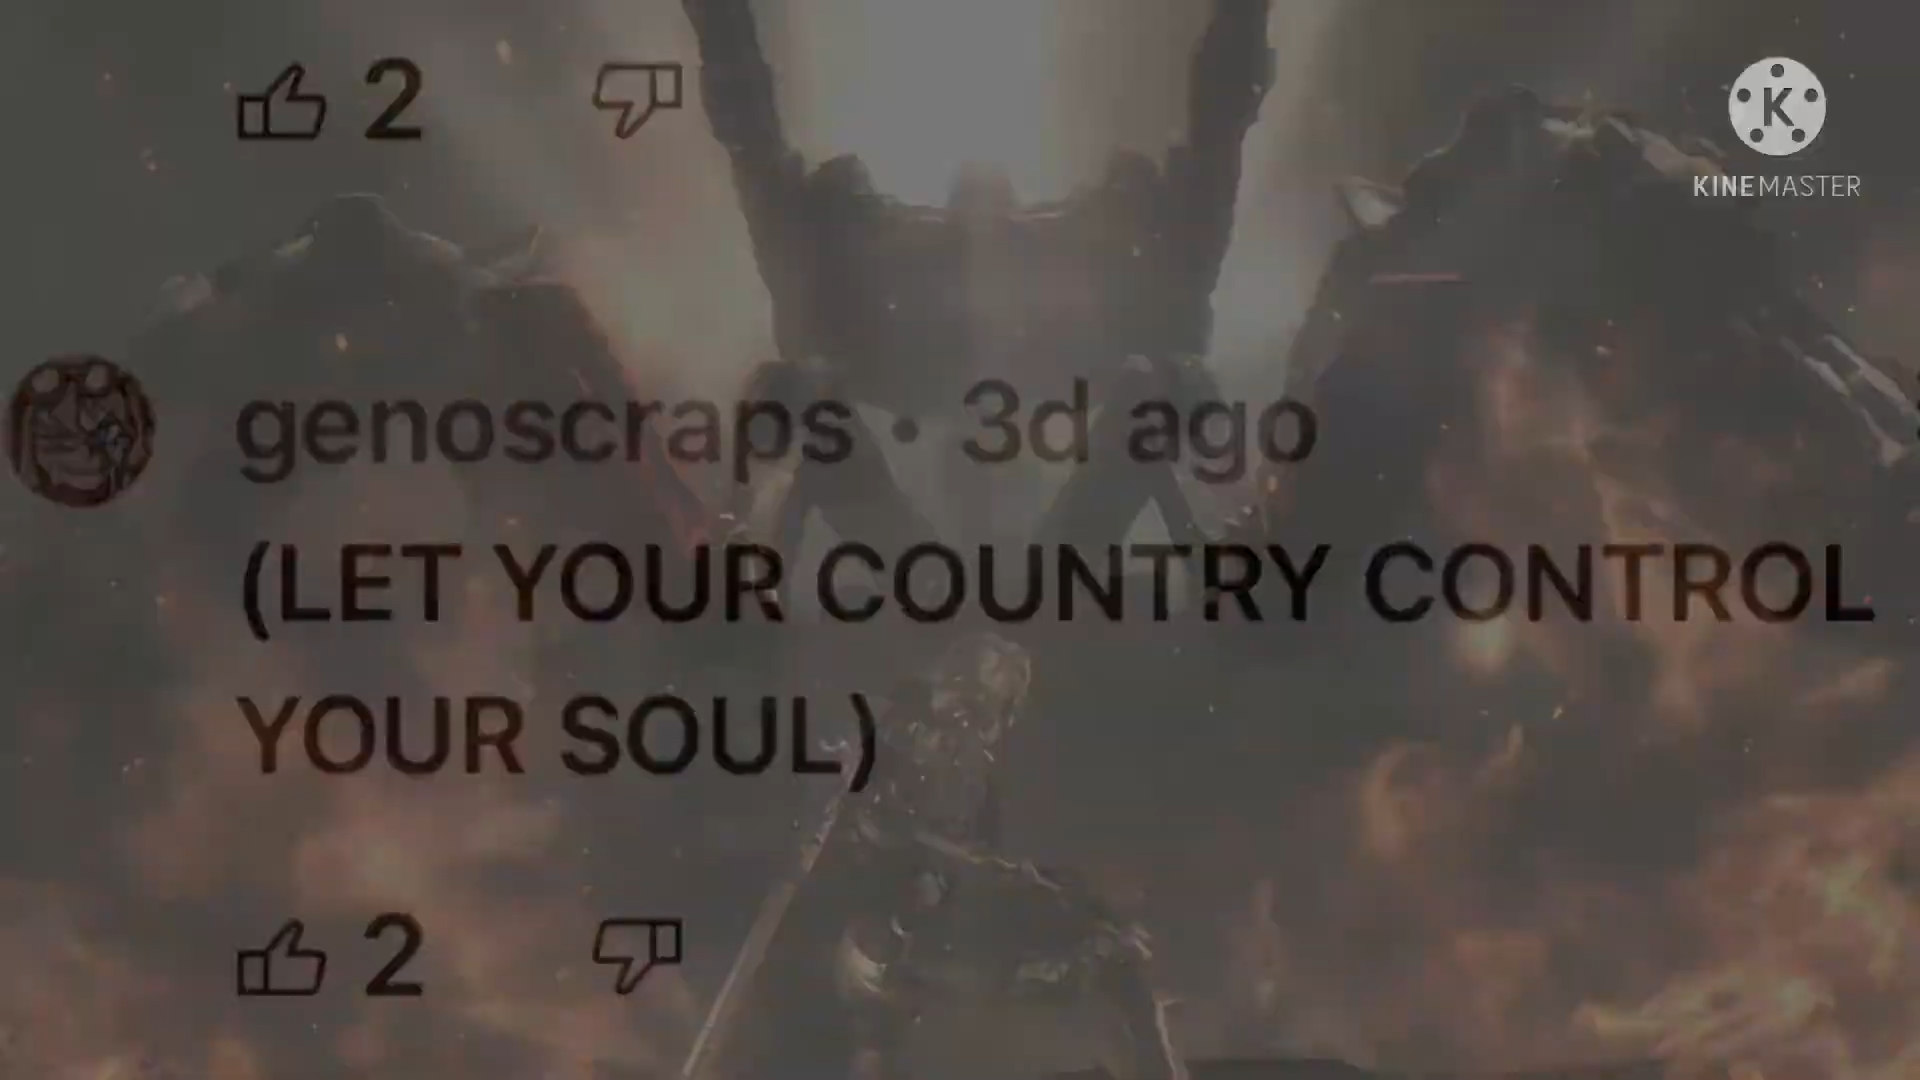 2
K
KINEMASTER
genoscraps • 3d ago
(LET YOUR COUNTRY CONTROL
YOUR SOUL)
2